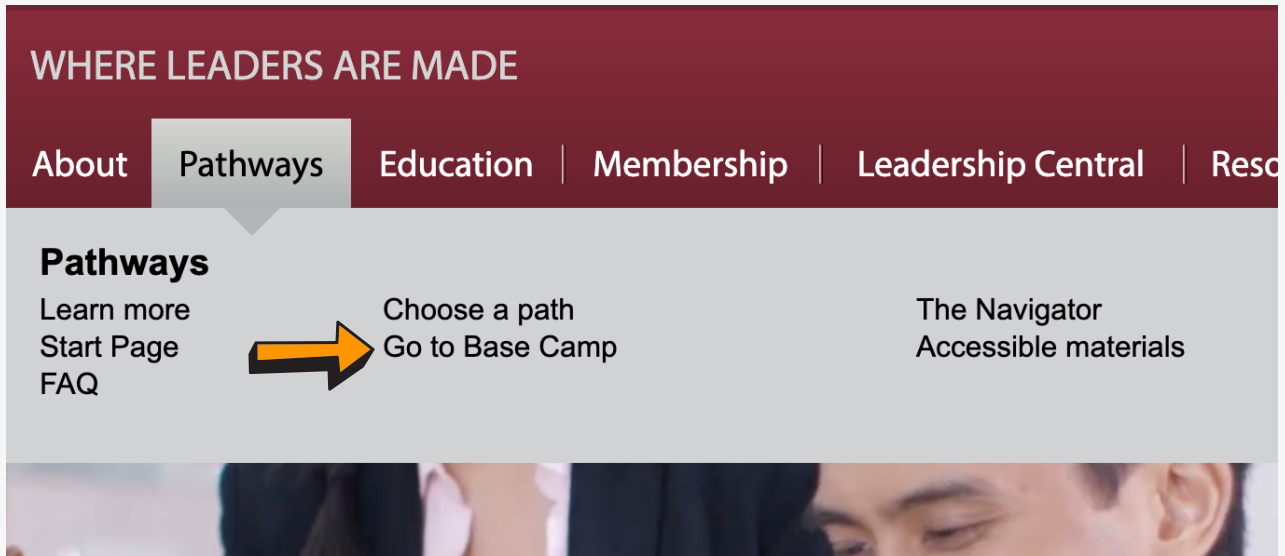 WHERE LEADERS ARE MADE
About Pathways Education Membership Leadership Central Reso
Pathways
Learn more Choose a path The Navigator
Start Page Go to Base Camp Accessible materials
FAQ